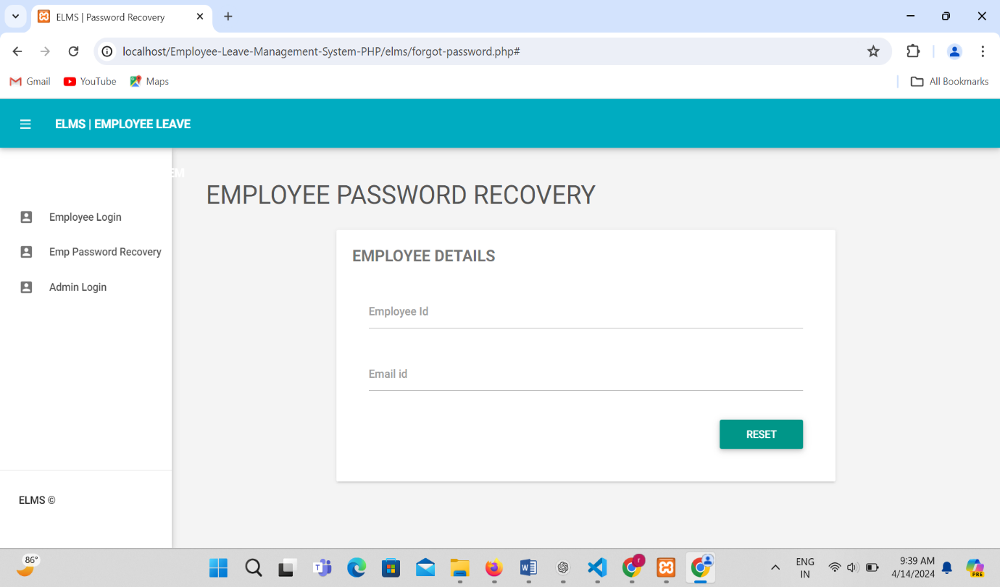 ELMS | Password Recovery
localhost/Employee-Leave-Management-System-PHP/elms/forgot-password.php#
Gmail YouTube Maps All Bookmarks
ELMS | EMPLOYEE LEAVE
EM
EMPLOYEE PASSWORD RECOVERY
Employee Login
Emp Password Recovery
Admin Login
EMPLOYEE DETAILS
Employee Id
Email id
RESET
ELMS ©
86°
ENG
IN
9:39 AM
4/14/2024
PRE